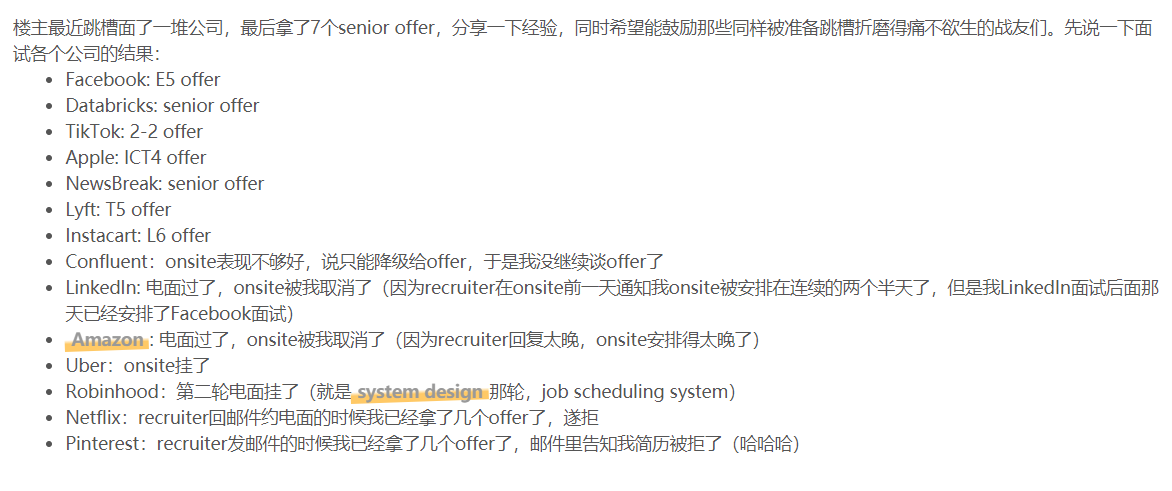 楼主最近跳槽面了一堆公司，最后拿了7个senior offer，分享一下经验，同时希望能鼓励那些同样被准备跳槽折磨得痛不欲生的战友们。先说一下面
试各个公司的结果：
• Facebook: E5 offer
• Databricks: senior offer
• TikTok: 2-2 offer
• Apple: ICT4 offer
• NewsBreak: senior offer
• Lyft: T5 offer
• Instacart: L6 offer
• Confluent：onsite表现不够好，说只能降级给offer，于是我没继续谈offer了
• LinkedIn: 电面过了，onsite被我取消了（因为recruiter在onsite前一天通知我onsite被安排在连续的两个半天了，但是我LinkedIn面试后面那
天已经安排了Facebook面试）
• Amazon: 电面过了，onsite被我取消了（因为recruiter回复太晚，onsite安排得太晚了）
• Uber：onsite挂了
• Robinhood：第二轮电面挂了（就是 system design 那轮，job scheduling system）
• Netflix：recruiter回邮件约电面的时候我已经拿了几个offer了，遂拒
• Pinterest：recruiter发邮件的时候我已经拿了几个offer了，邮件里告知我简历被拒了（哈哈哈）